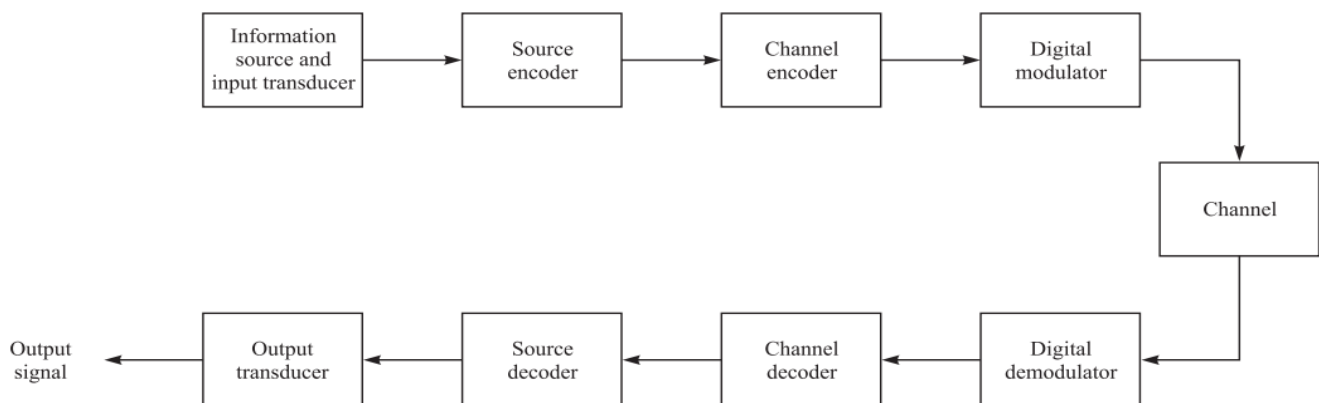 Information
source and
input transducer
Source
encoder
Channel
encoder
Digital
modulator
Channel
Output
signal
Output
transducer
Source
decoder
Channel
decoder
Digital
demodulator